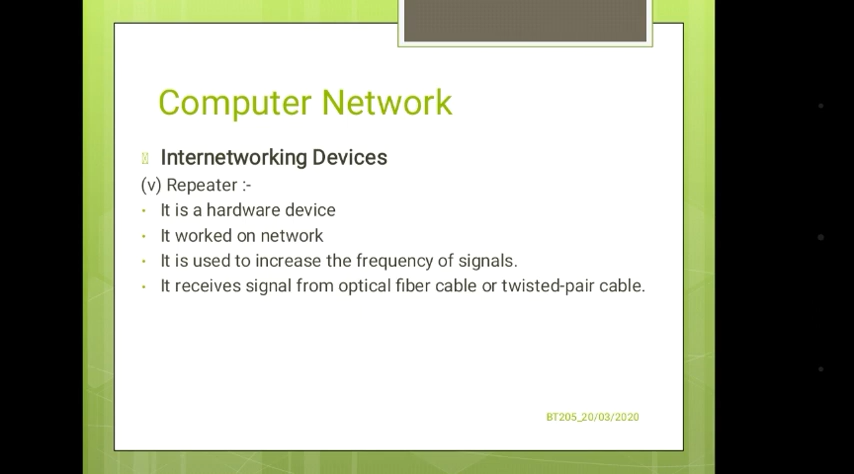 Computer Network
Internetworking Devices
(v) Repeater :-
• It is a hardware device
• It worked on network
• It is used to increase the frequency of signals.
• It receives signal from optical fiber cable or twisted-pair cable.
BT205_20/03/2020